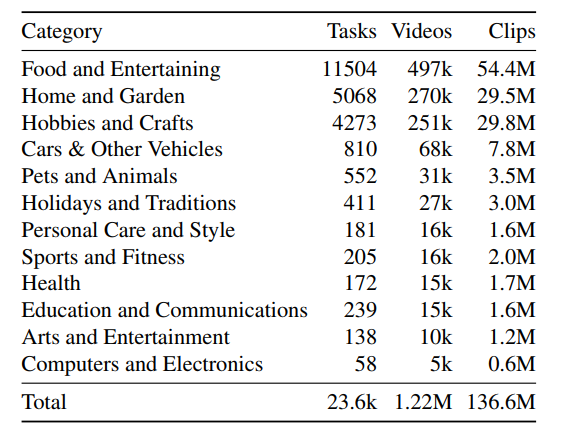 Category Tasks Videos Clips
Food and Entertaining 11504 497k 54.4M
Home and Garden 5068 270k 29.5M
Hobbies and Crafts 4273 251k 29.8M
Cars & Other Vehicles 810 68k 7.8M
Pets and Animals 552 31k 3.5M
Holidays and Traditions 411 27k 3.0M
Personal Care and Style 181 16k 1.6M
Sports and Fitness 205 16k 2.0M
Health 172 15k 1.7M
Education and Communications 239 15k 1.6M
Arts and Entertainment 138 10k 1.2M
Computers and Electronics 58 5k 0.6M
Total 23.6k 1.22M 136.6M